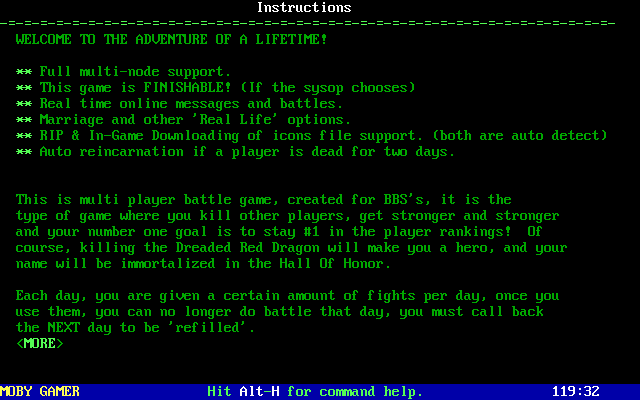 Instructions
-=-=-=-=-=-=-=-=-=-=-=-=-=-=-=-=-=-=-=-=-=-=-=-=-=-=-=-=-=-=-=-=-=-=-=-=-=-=-
WELCOME TO THE ADVENTURE OF A LIFETIME!
** Full multi-node support.
** This game is FINISHABLE! (If the sysop chooses)
** Real time online messages and battles.
** Marriage and other 'Real Life' options.
** RIP & In-Game Downloading of icons file support. (both are auto detect)
** Auto reincarnation if a player is dead for two days.
This is multi player battle game, created for BBS's, it is the
type of game where you kill other players, get stronger and stronger
and your number one goal is to stay #1 in the player rankings!  Of
course, killing the Dreaded Red Dragon will make you a hero, and your
name will be immortalized in the Hall Of Honor.
Each day, you are given a certain amount of fights per day, once you
use them, you can no longer do battle that day, you must call back
the NEXT day to be 'refilled'.
<MORE>
MOBY GAMER Hit Alt-H for command help. 119:32